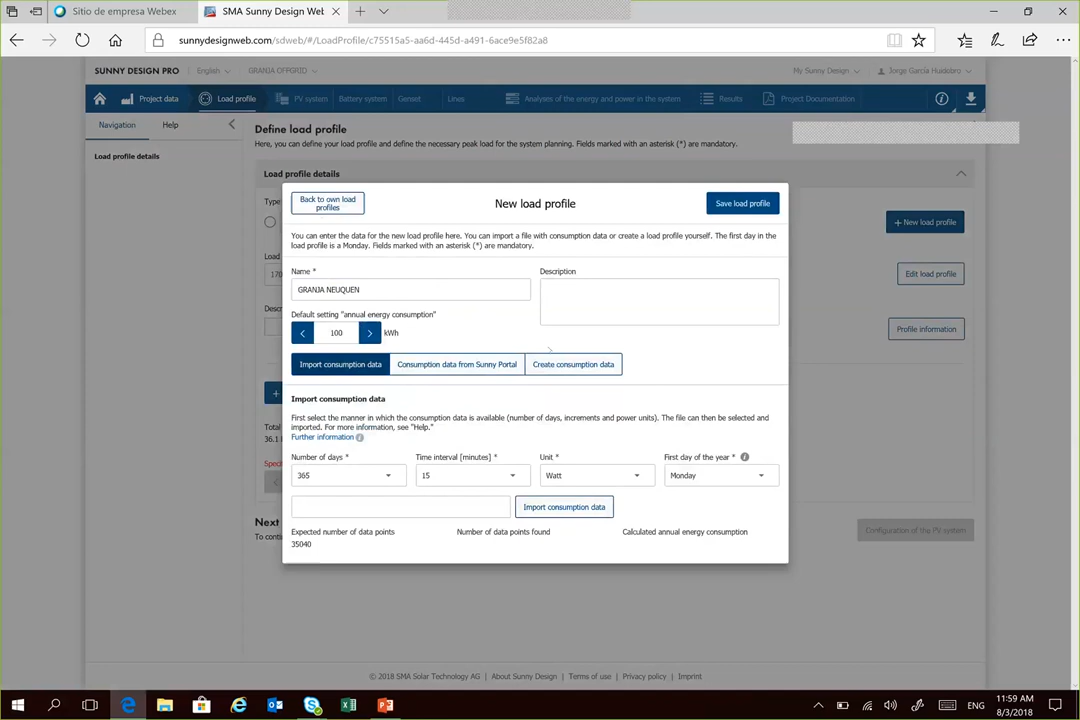 Sitio de empresa Webex
SMA Sunny Design Web
sunnydesignweb.com/sdweb/#/LoadProfile/c75515a5-aa6d-445d-a491-6ace9e5f82a8
SUNNY DESIGN PRO English GRANJA OFFGRID My Sunny Design Jorge García Huidobro
Project data Load profile PV system Battery system Genset Lines Analyses of the energy and power in the system Results Project Documentation
Navigation Help
Load profile details
Define load profile
Here, you can define your load profile and define the necessary peak load for the system planning. Fields marked with an asterisk (*) are mandatory.
Load profile details
Type
Load
170
Desc
Total
36.1
Speci
+ New load profile
Edit load profile
Profile information
Back to own load
profiles
New load profile
Save load profile
You can enter the data for the new load profile here. You can import a file with consumption data or create a load profile yourself. The first day in the
load profile is a Monday. Fields marked with an asterisk (*) are mandatory.
Name *
Description
GRANJA NEUQUEN
Default setting "annual energy consumption"
< 100 > kWh
Import consumption data Consumption data from Sunny Portal Create consumption data
Import consumption data
First select the manner in which the consumption data is available (number of days, increments and power units). The file can then be selected and
imported. For more information, see "Help."
Further information
Number of days * Time interval [minutes] * Unit * First day of the year *
365 15 Watt Monday
Import consumption data
Expected number of data points Number of data points found Calculated annual energy consumption
35040
Next
To conti
Configuration of the PV system
© 2018 SMA Solar Technology AG | About Sunny Design | Terms of use | Privacy policy | Imprint
ENG
11:59 AM
8/3/2018